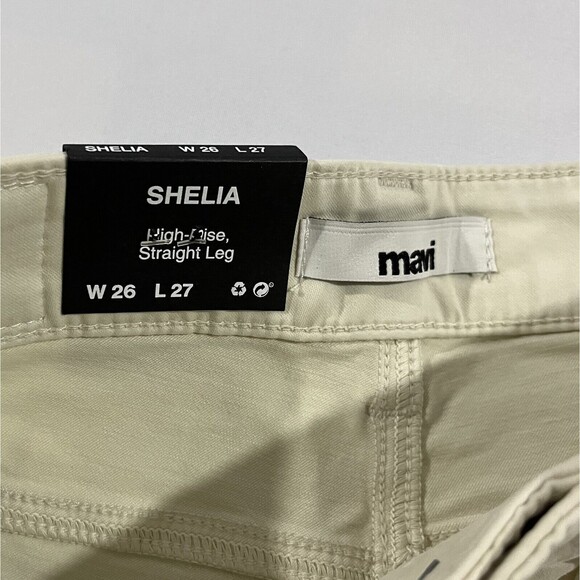 SHELIA W 26 L 27
SHELIA
High-Rise,
Straight Leg
W 26 L 27
mavi